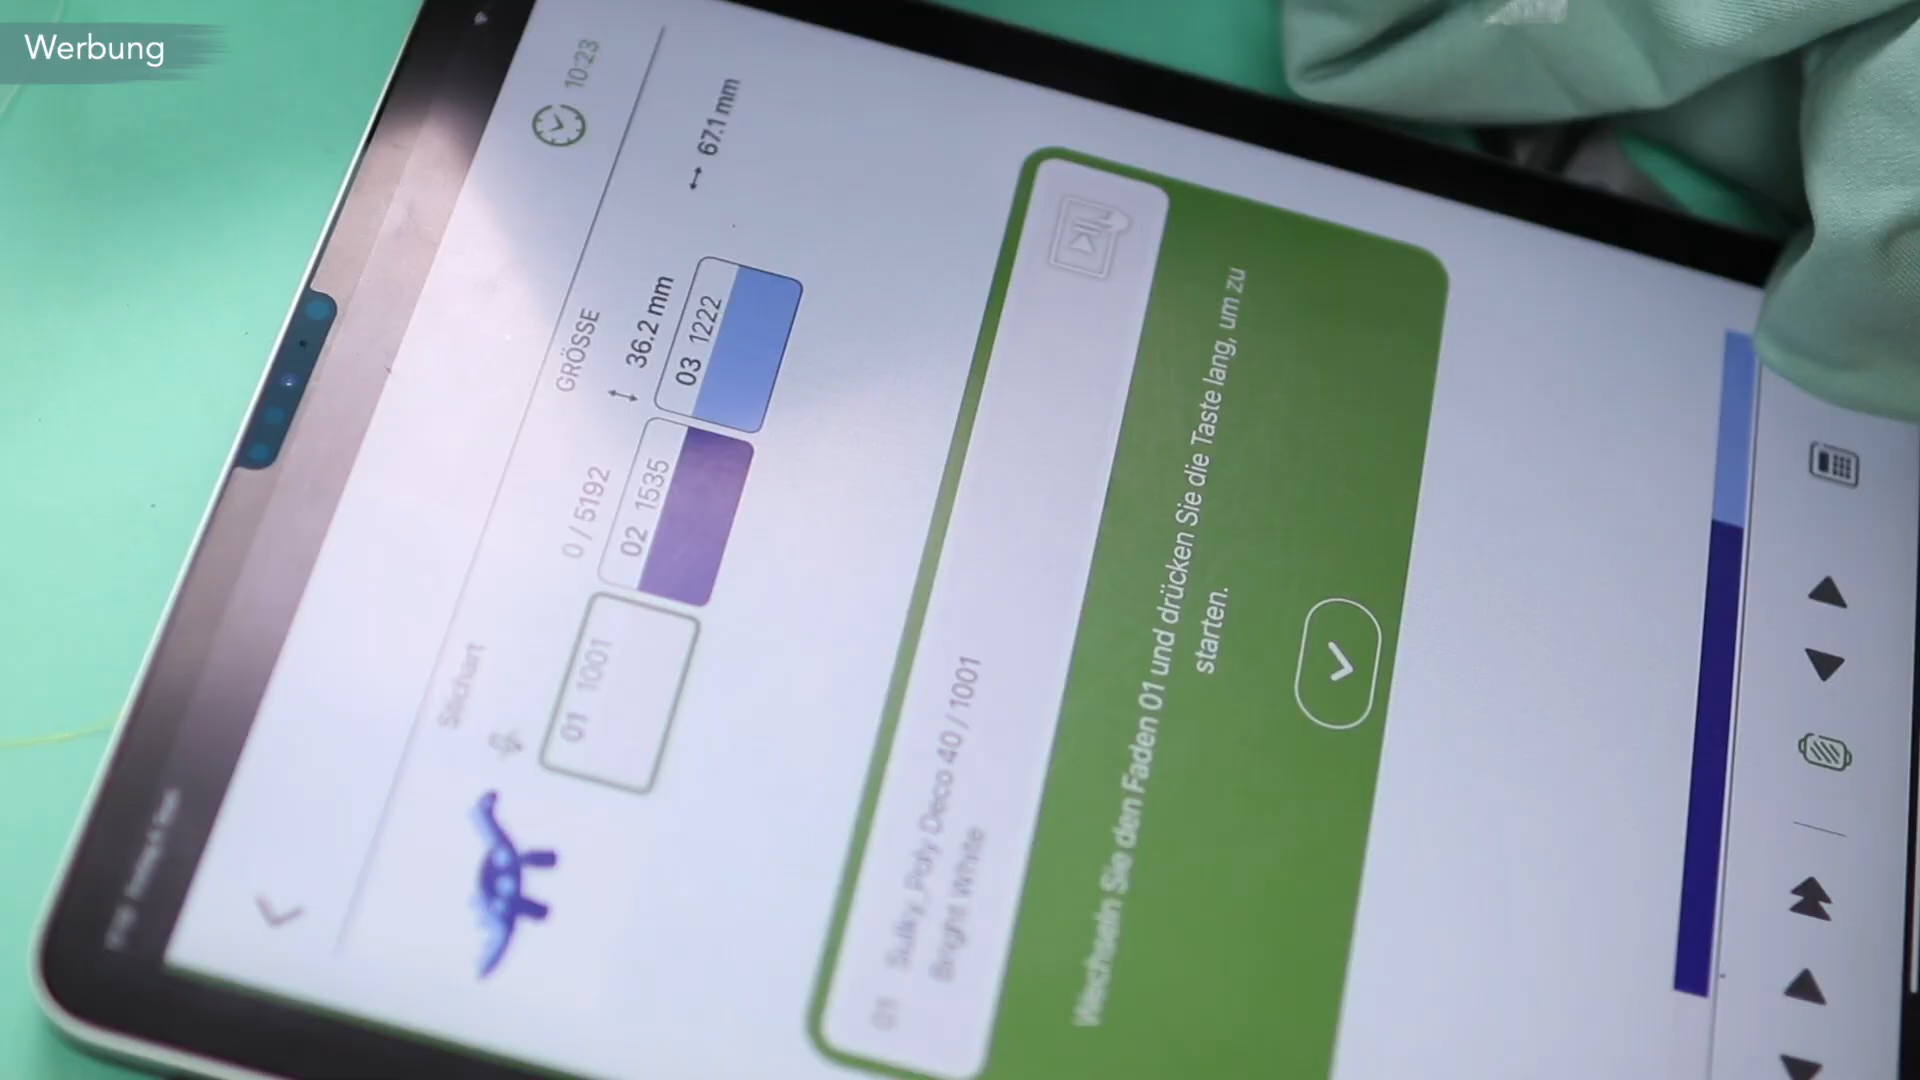 Werbung
10:23
Stichart
0 / 5192
GRÖSSE
36.2 mm
67.1 mm
01 1001
02 1535
03 1222
01 Sulky_Poly Deco 40 / 1001
Bright White
Wechseln Sie den Faden 01 und drücken Sie die Taste lang, um zu
starten.